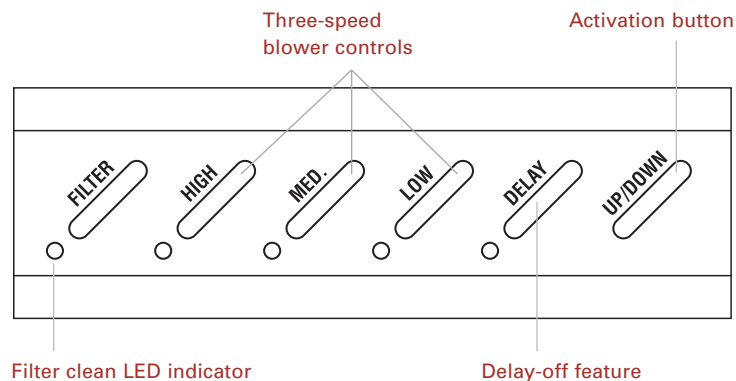 Three-speed
blower controls
Activation button
FILTER
HIGH
MED.
LOW
DELAY
UP/DOWN
Filter clean LED indicator
Delay-off feature